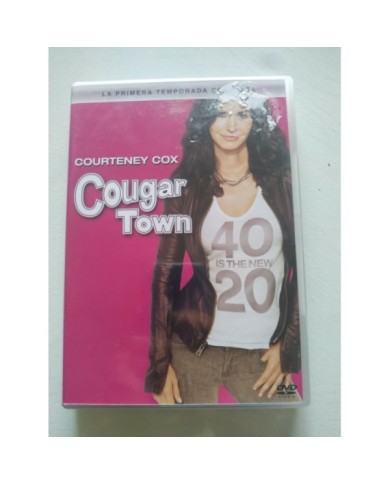 LA PRIMERA TEMPORADA
COURTENEY COX
Cougar
Town
40
IS THE NEW
20
DVD